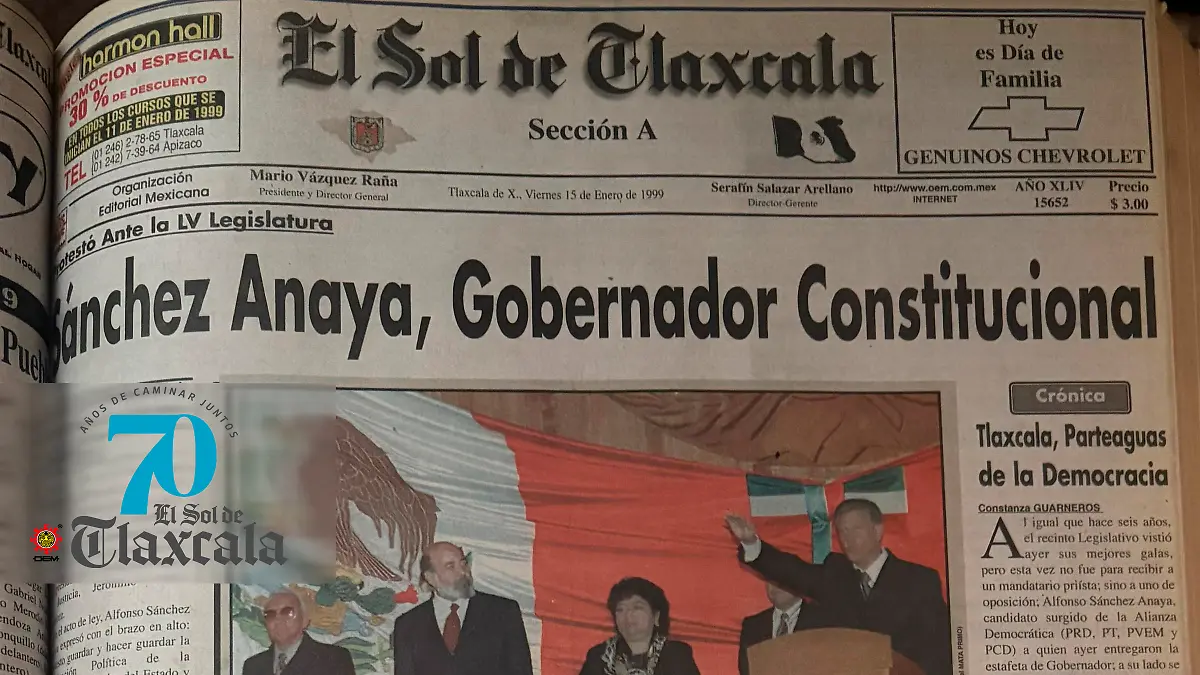 harmon hall
PROMOCION ESPECIAL
30 % DE DESCUENTO
EN TODOS LOS CURSOS QUE SE
INICIAN EL 11 DE ENERO DE 1999
TEL (01 246) 2-78-65 Tlaxcala
(01 242) 7-39-64 Apizaco
El Sol de Tlaxcala
Sección A
Hoy
es Día de
Familia
GENUINOS CHEVROLET
Organización
Editorial Mexicana
Mario Vázquez Raña
Presidente y Director General
Tlaxcala de X., Viernes 15 de Enero de 1999
Serafín Salazar Arellano
Director-Gerente
http://www.oem.com.mx
INTERNET
AÑO XLIV
15652
Precio
$ 3.00
Ante la LV Legislatura
Sánchez Anaya, Gobernador Constitucional
AÑOS DE CAMINAR JUNTOS
70
El Sol de
Tlaxcala
OEM
Crónica
Tlaxcala, Parteaguas
de la Democracia
Constanza GUARNEROS
Al igual que hace seis años,
el recinto Legislativo vistió
ayer sus mejores galas,
pero esta vez no fue para recibir a
un mandatario priísta; sino a uno de
oposición; Alfonso Sánchez Anaya,
candidato surgido de la Alianza
Democrática (PRD, PT, PVEM y
PCD) a quien ayer entregaron la
estafeta de Gobernador; a su lado se
acto de ley, Alfonso Sánchez
expresó con el brazo en alto:
guardar y hacer guardar la
Política de la
del Estado y